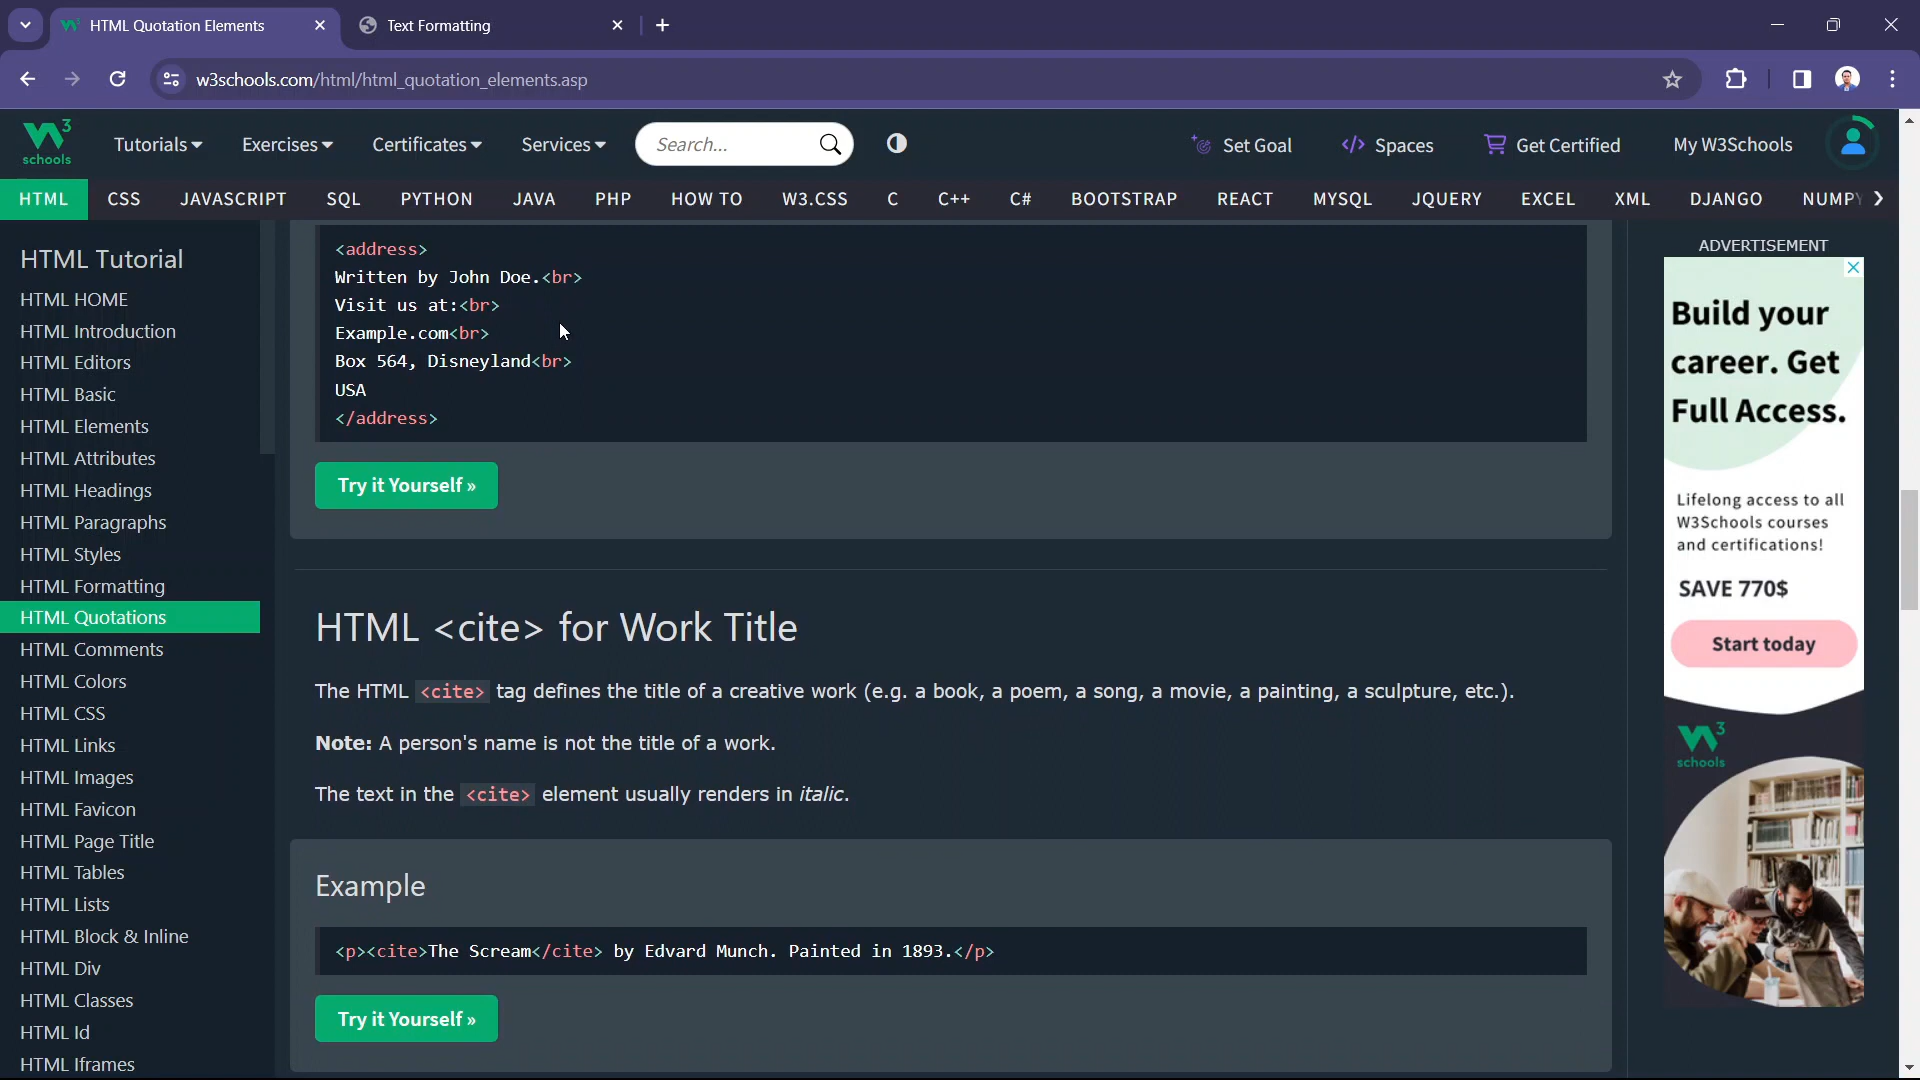 HTML Quotation Elements
Text Formatting
w3schools.com/html/html_quotation_elements.asp
W3 schools
Tutorials
Exercises
Certificates
Services
Search...
Set Goal
</> Spaces
Get Certified
My W3Schools
HTML CSS JAVASCRIPT SQL PYTHON JAVA PHP HOW TO W3.CSS C C++ C# BOOTSTRAP REACT MYSQL JQUERY EXCEL XML DJANGO NUMPY
HTML Tutorial
HTML HOME
HTML Introduction
HTML Editors
HTML Basic
HTML Elements
HTML Attributes
HTML Headings
HTML Paragraphs
HTML Styles
HTML Formatting
HTML Quotations
HTML Comments
HTML Colors
HTML CSS
HTML Links
HTML Images
HTML Favicon
HTML Page Title
HTML Tables
HTML Lists
HTML Block & Inline
HTML Div
HTML Classes
HTML Id
HTML Iframes
<address>
Written by John Doe.<br>
Visit us at:<br>
Example.com<br>
Box 564, Disneyland<br>
USA
</address>
Try it Yourself »
HTML <cite> for Work Title
The HTML <cite> tag defines the title of a creative work (e.g. a book, a poem, a song, a movie, a painting, a sculpture, etc.).
Note: A person's name is not the title of a work.
The text in the <cite> element usually renders in italic.
Example
<p><cite>The Scream</cite> by Edvard Munch. Painted in 1893.</p>
Try it Yourself »
ADVERTISEMENT
Build your
career. Get
Full Access.
Lifelong access to all
W3Schools courses
and certifications!
SAVE 770$
Start today
W3 schools